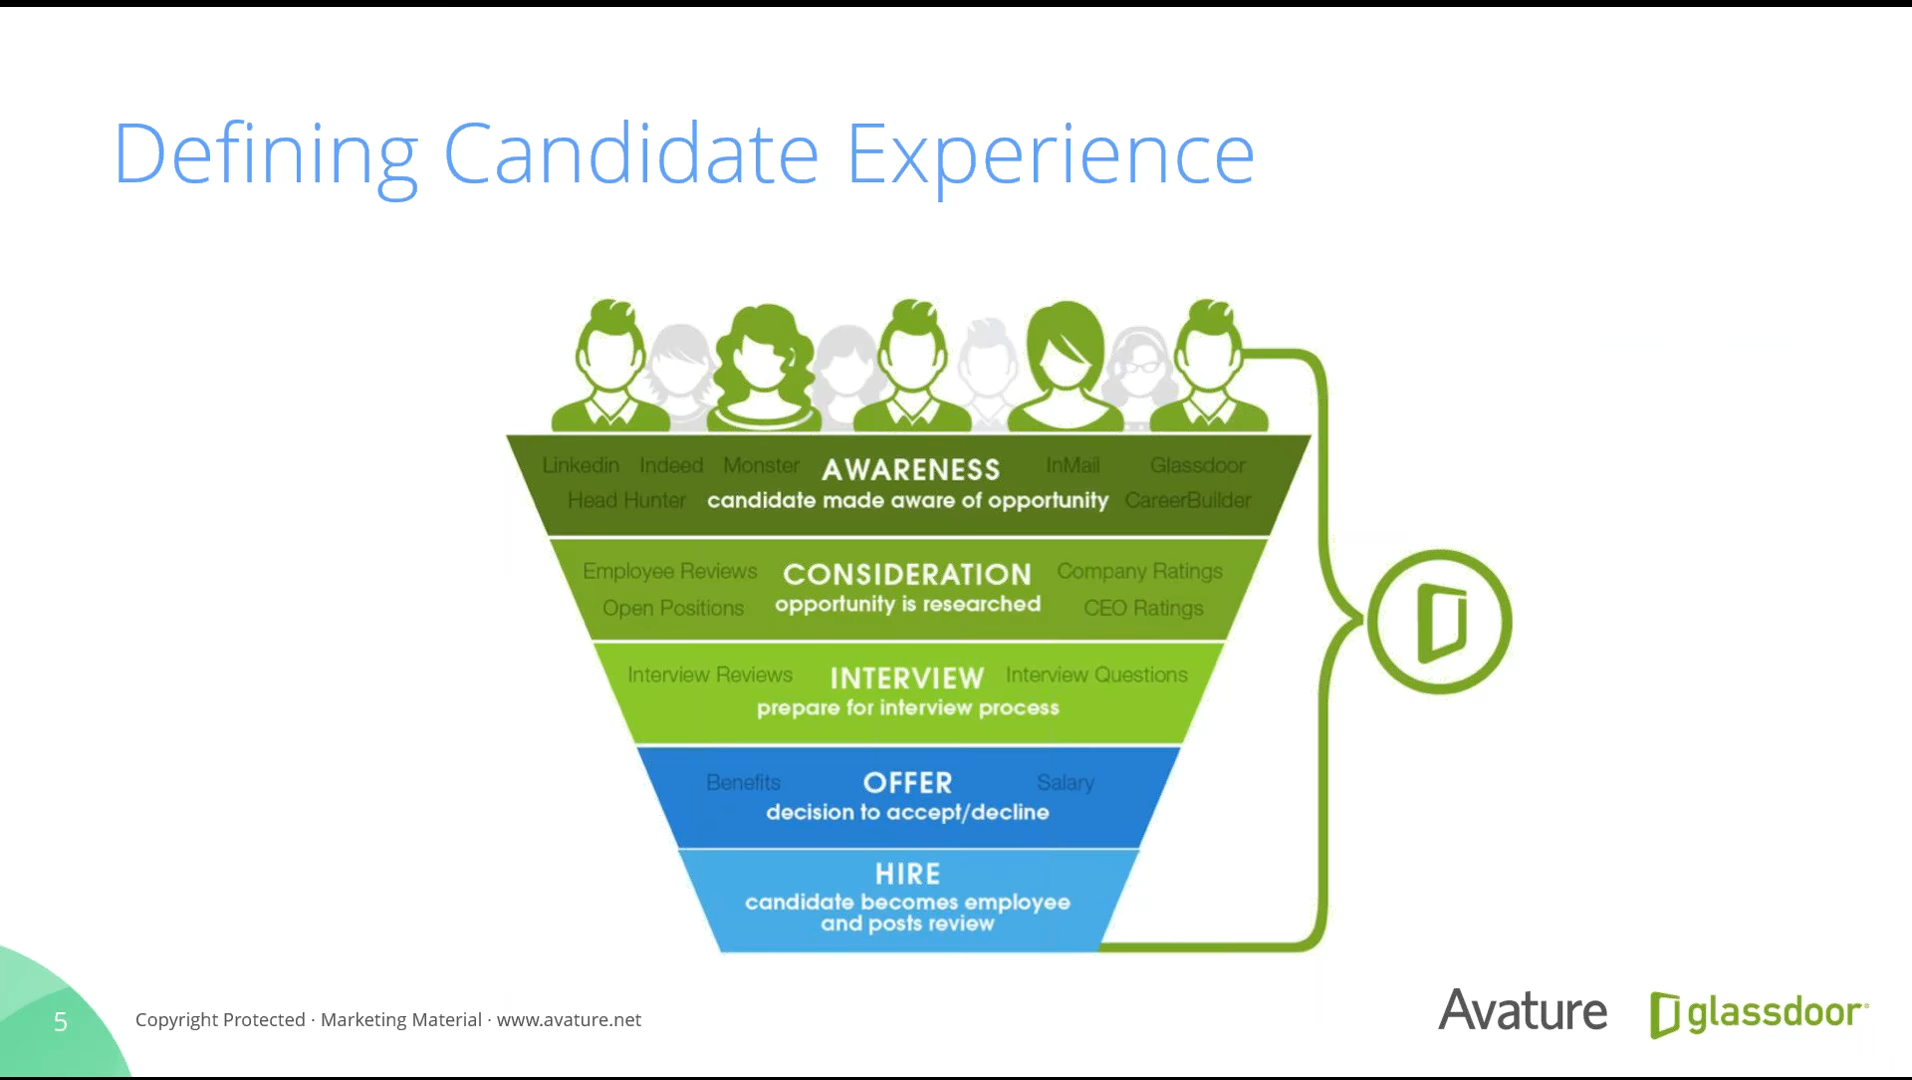 Defining Candidate Experience
Linkedin Indeed Monster AWARENESS InMail Glassdoor
Head Hunter candidate made aware of opportunity CareerBuilder
Employee Reviews CONSIDERATION Company Ratings
Open Positions opportunity is researched CEO Ratings
Interview Reviews INTERVIEW Interview Questions
prepare for interview process
Benefits OFFER Salary
decision to accept/decline
HIRE
candidate becomes employee
and posts review
5 Copyright Protected · Marketing Material · www.avature.net Avature glassdoor